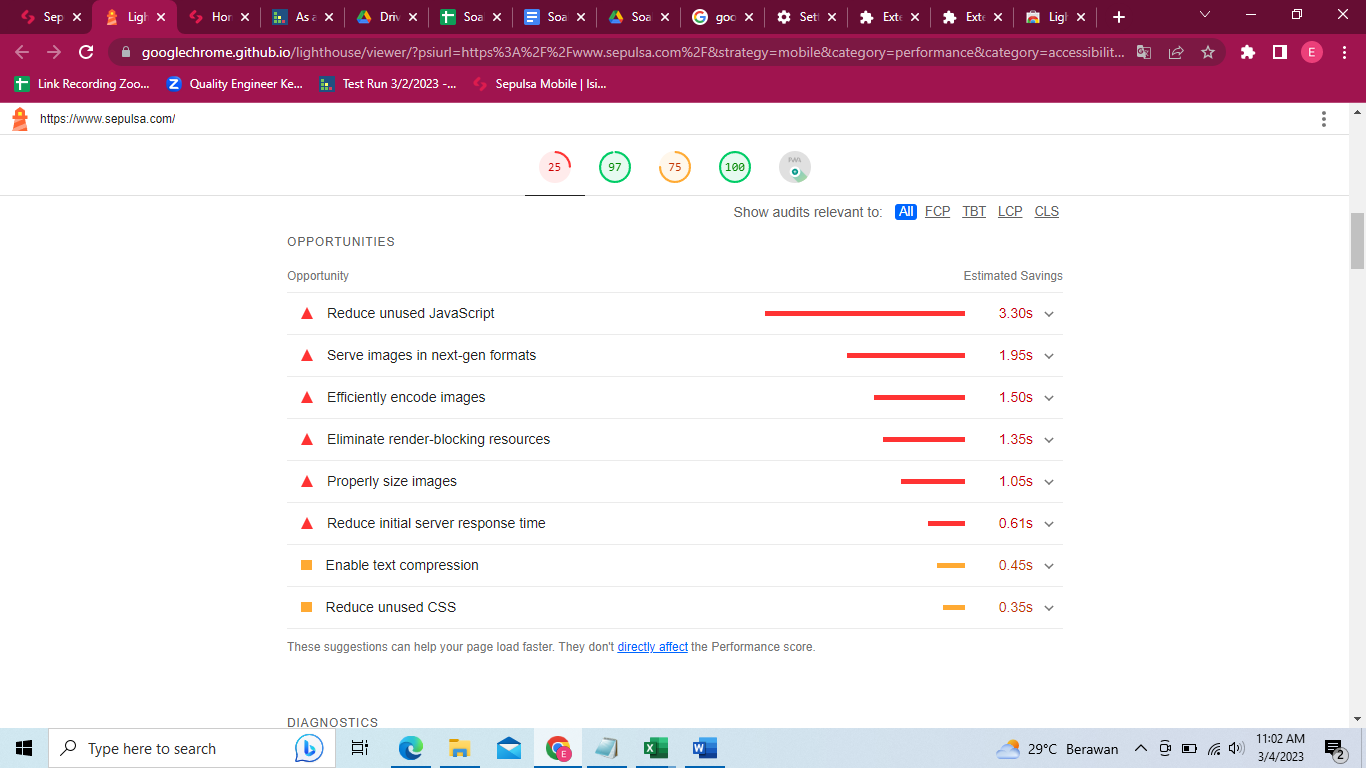 Sep
Ligh
Hor
As a
Driv
Soa
Soa
Soa
goo
Sett
Exte
Exte
Ligh
googlechrome.github.io/lighthouse/viewer/?psiurl=https%3A%2F%2Fwww.sepulsa.com%2F&strategy=mobile&category=performance&category=accessibilit...
E
Link Recording Zoo...
Quality Engineer Ke...
Test Run 3/2/2023 -...
Sepulsa Mobile | Isi...
https://www.sepulsa.com/
25
97
75
100
PWA
Show audits relevant to: All FCP TBT LCP CLS
OPPORTUNITIES
Opportunity Estimated Savings
Reduce unused JavaScript 3.30s
Serve images in next-gen formats 1.95s
Efficiently encode images 1.50s
Eliminate render-blocking resources 1.35s
Properly size images 1.05s
Reduce initial server response time 0.61s
Enable text compression 0.45s
Reduce unused CSS 0.35s
These suggestions can help your page load faster. They don't directly affect the Performance score.
DIAGNOSTICS
Type here to search
E
29°C Berawan
11:02 AM
3/4/2023
2